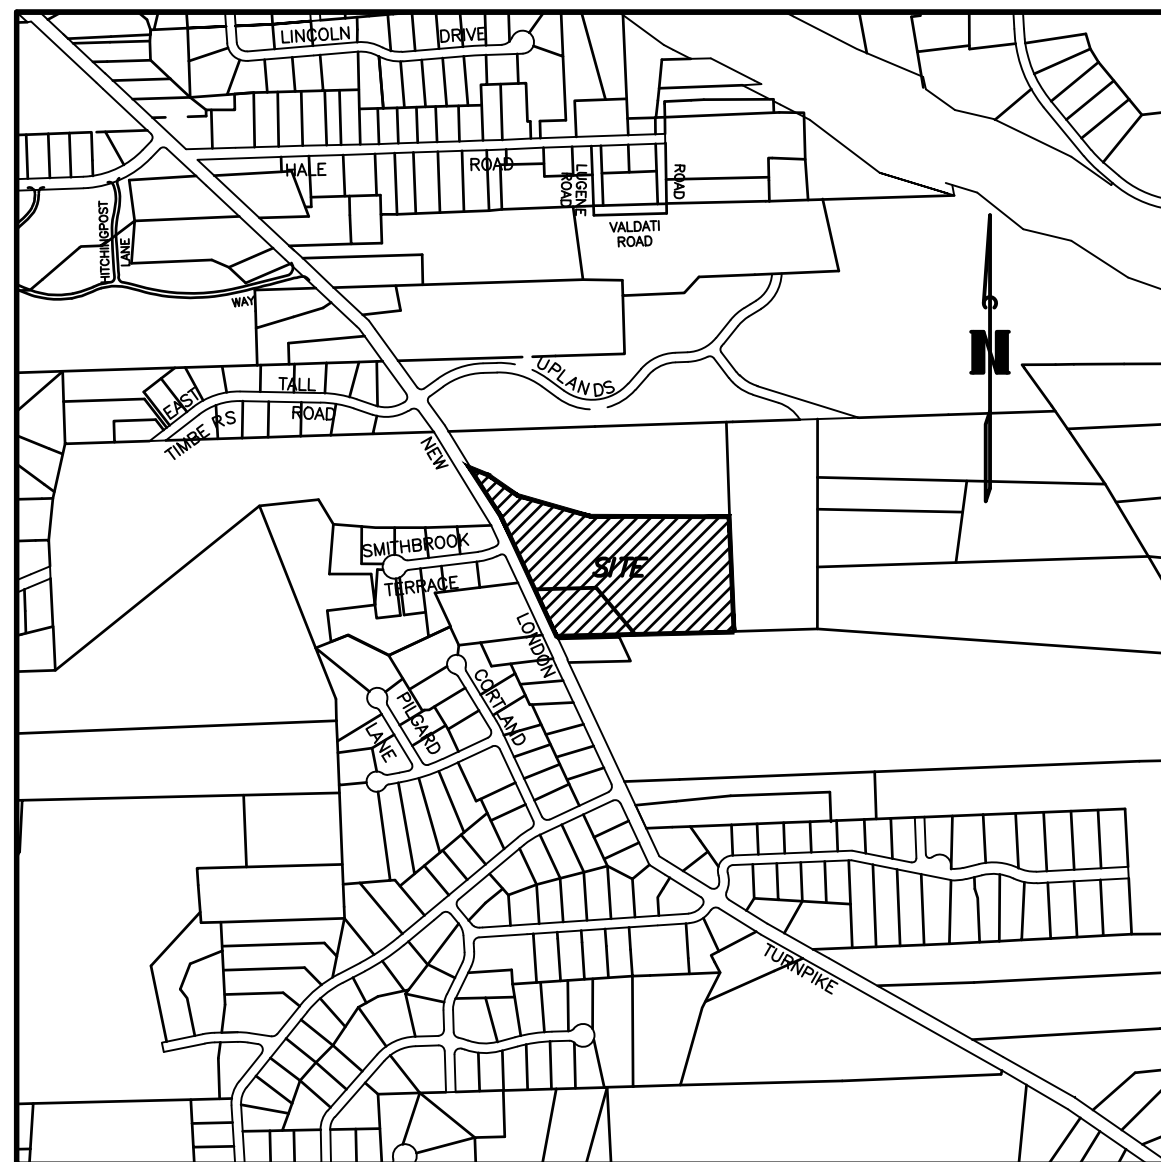 LINCOLN DRIVE
HALE ROAD
LUGENE
ROAD
ROAD
VALDATI
ROAD
HITCHINGPOST
LANE
WAY
C
N
UPLANDS
EAST
TALL
TIMBERS
ROAD
NEW
SMITHBROOK
TERRACE
SITE
LONDON
CORTLAND
PILGARD
LANE
TURNPIKE